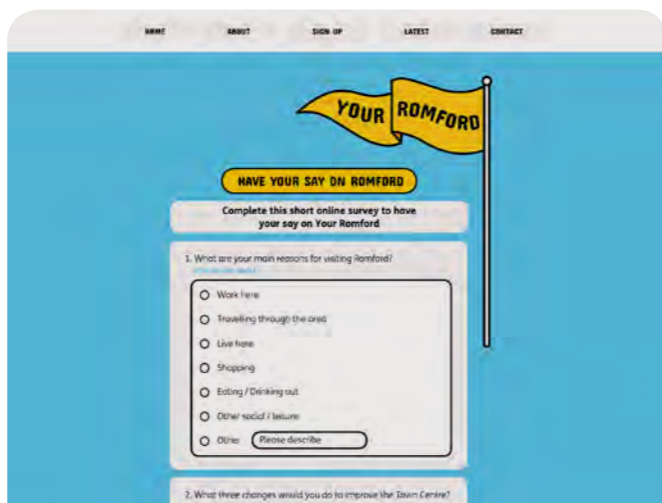 HOME ABOUT SIGN UP LATEST CONTACT
YOUR ROMFORD
HAVE YOUR SAY ON ROMFORD
Complete this short online survey to have
your say on Your Romford
1. What are your main reasons for visiting Romford?
Work here
Travelling through the area
Live here
Shopping
Eating / Drinking out
Other social / leisure
Other Please describe
2. What three changes would you do to improve the Town Centre?